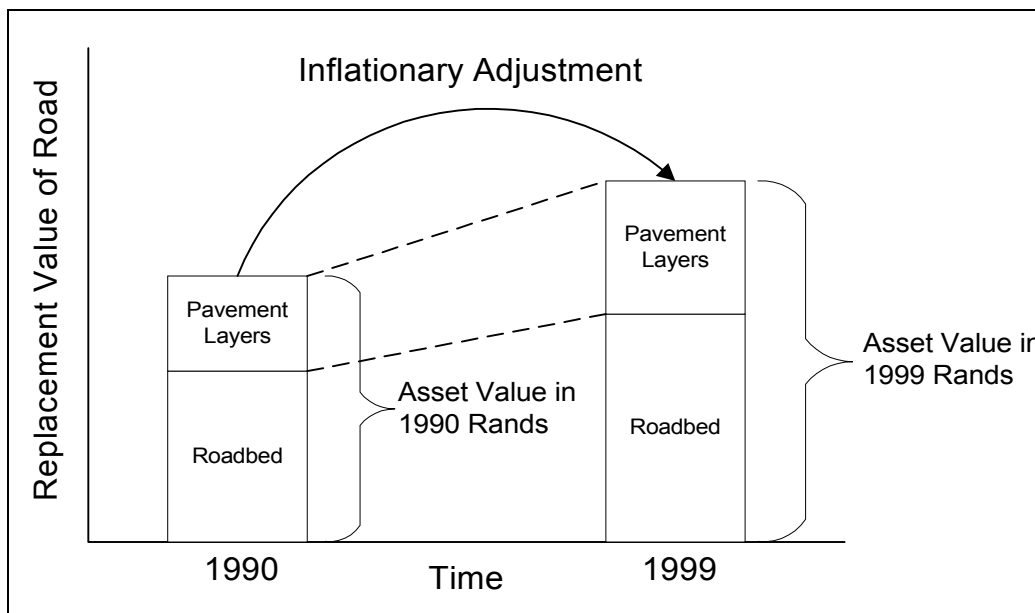 Inflationary Adjustment
Replacement Value of Road
Pavement
Layers
Roadbed
Asset Value in
1990 Rands
Pavement
Layers
Roadbed
Asset Value in
1999 Rands
1990
Time
1999